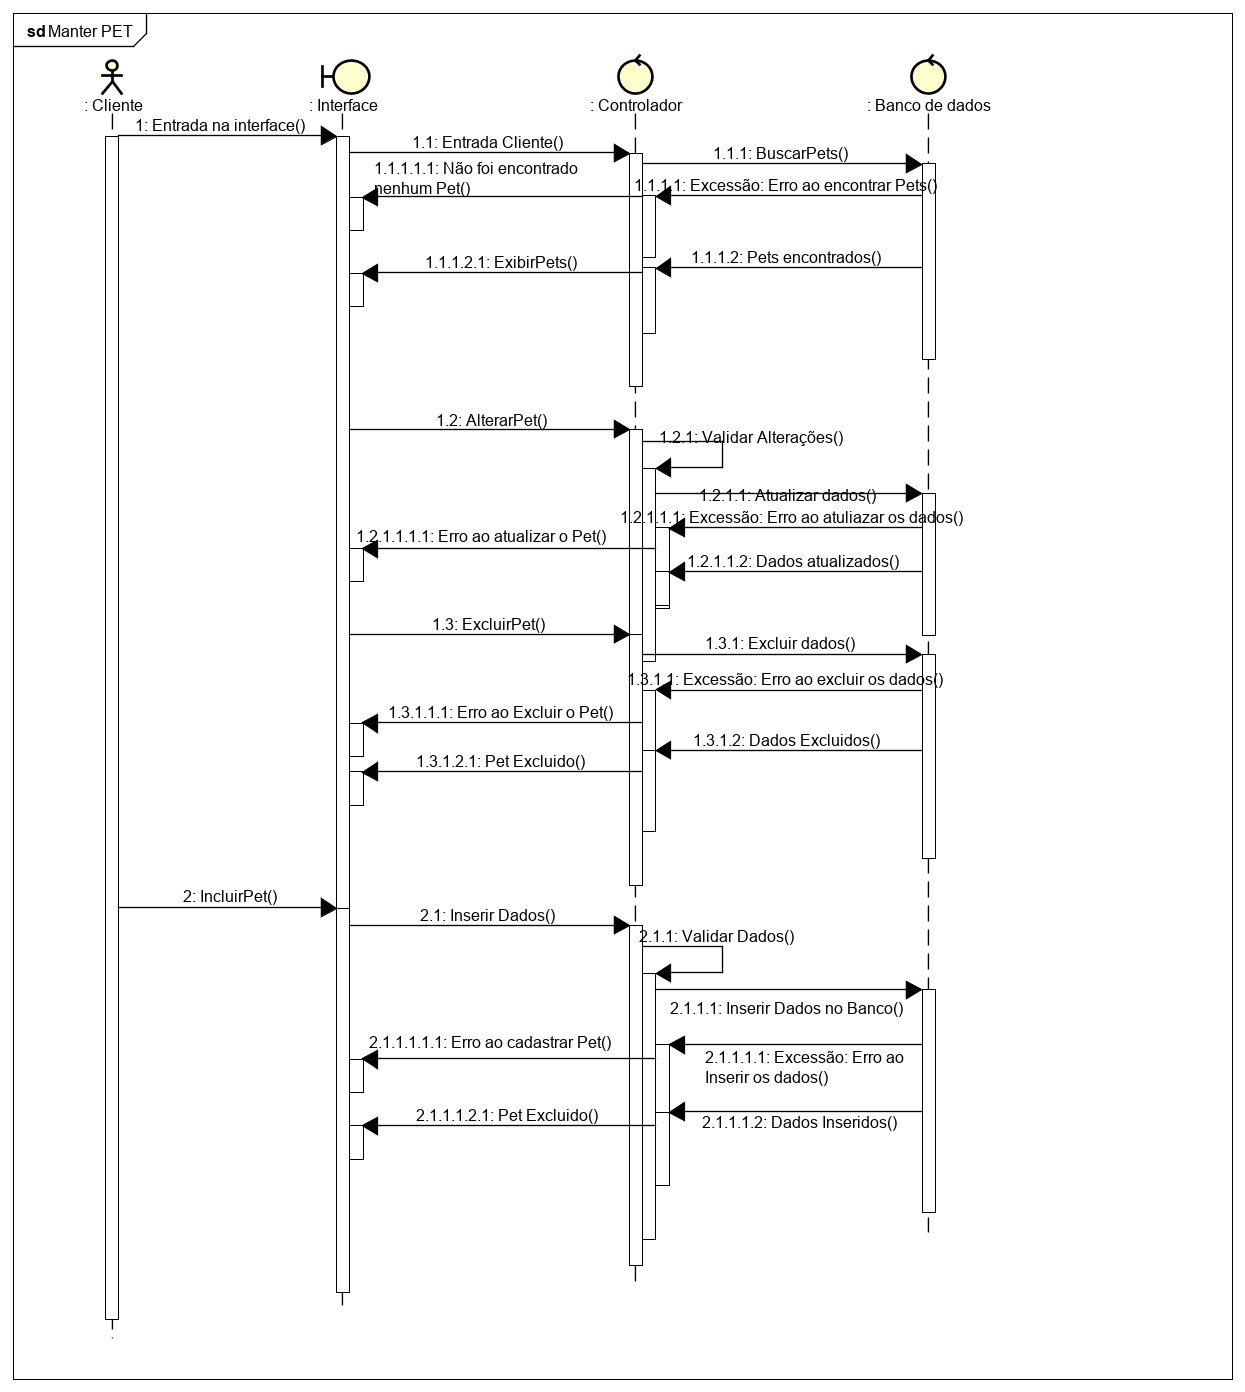 sd Manter PET
: Cliente
: Interface
: Controlador
: Banco de dados
1: Entrada na interface()
1.1: Entrada Cliente()
1.1.1: BuscarPets()
1.1.1.1.1: Não foi encontrado
nenhum Pet()
1.1.1.1: Excessão: Erro ao encontrar Pets()
1.1.1.2: Pets encontrados()
1.1.1.2.1: ExibirPets()
1.2: AlterarPet()
1.2.1: Validar Alterações()
1.2.1.1: Atualizar dados()
1.2.1.1.1: Excessão: Erro ao atuliazar os dados()
1.2.1.1.1.1: Erro ao atualizar o Pet()
1.2.1.1.2: Dados atualizados()
1.3: ExcluirPet()
1.3.1: Excluir dados()
1.3.1.1: Excessão: Erro ao excluir os dados()
1.3.1.1.1: Erro ao Excluir o Pet()
1.3.1.2: Dados Excluidos()
1.3.1.2.1: Pet Excluido()
2: IncluirPet()
2.1: Inserir Dados()
2.1.1: Validar Dados()
2.1.1.1: Inserir Dados no Banco()
2.1.1.1.1.1: Erro ao cadastrar Pet()
2.1.1.1.1: Excessão: Erro ao
Inserir os dados()
2.1.1.1.2.1: Pet Excluido()
2.1.1.1.2: Dados Inseridos()